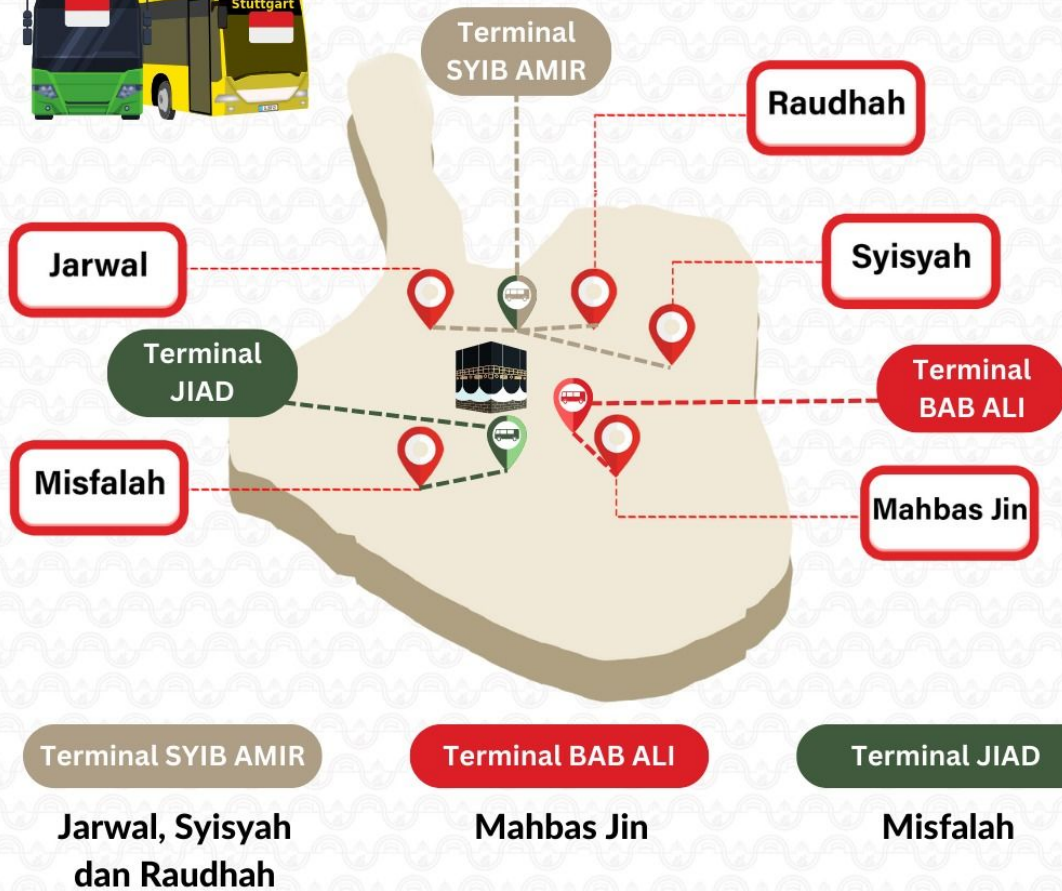 Stuttgart
Terminal
SYIB AMIR
Raudhah
Jarwal
Syisyah
Terminal
JIAD
Terminal
BAB ALI
Misfalah
Mahbas Jin
Terminal SYIB AMIR
Jarwal, Syisyah
dan Raudhah
Terminal BAB ALI
Mahbas Jin
Terminal JIAD
Misfalah